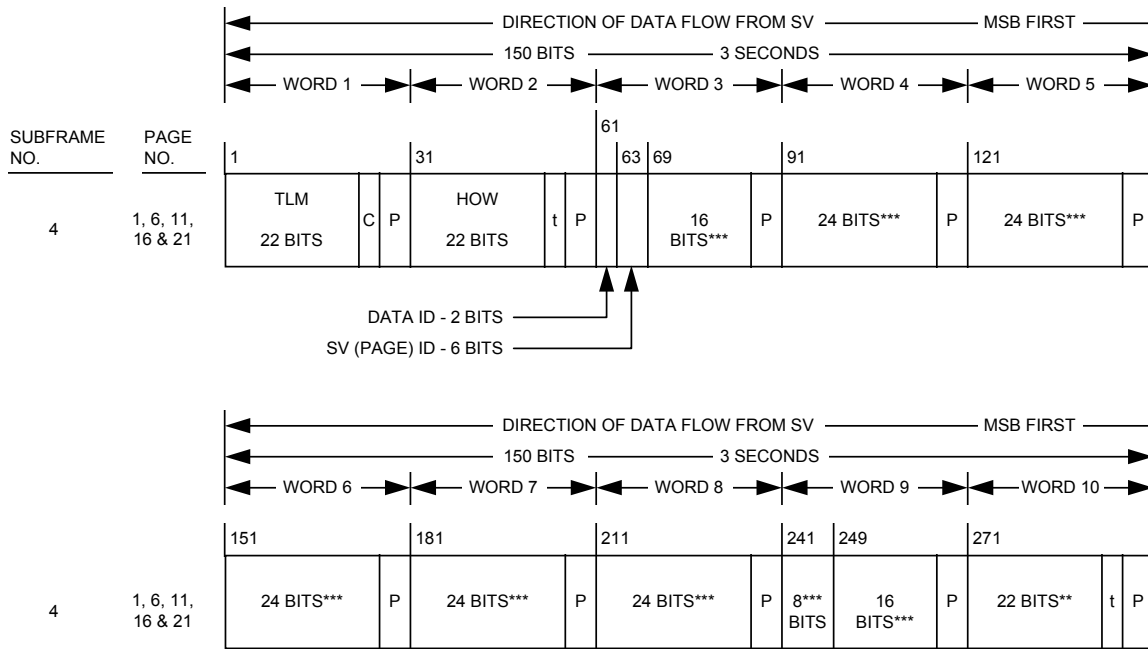 DIRECTION OF DATA FLOW FROM SV MSB FIRST
150 BITS 3 SECONDS
WORD 1 WORD 2 WORD 3 WORD 4 WORD 5
SUBFRAME NO.
PAGE NO.
1 31 61 63 69 91 121
4
1, 6, 11,
16 & 21
TLM
22 BITS
C
P
HOW
22 BITS
t
P
16
BITS***
P
24 BITS***
P
24 BITS***
P
DATA ID - 2 BITS
SV (PAGE) ID - 6 BITS
DIRECTION OF DATA FLOW FROM SV MSB FIRST
150 BITS 3 SECONDS
WORD 6 WORD 7 WORD 8 WORD 9 WORD 10
151 181 211 241 249 271
4
1, 6, 11,
16 & 21
24 BITS***
P
24 BITS***
P
24 BITS***
P
8***
BITS
16
BITS***
P
22 BITS**
t
P